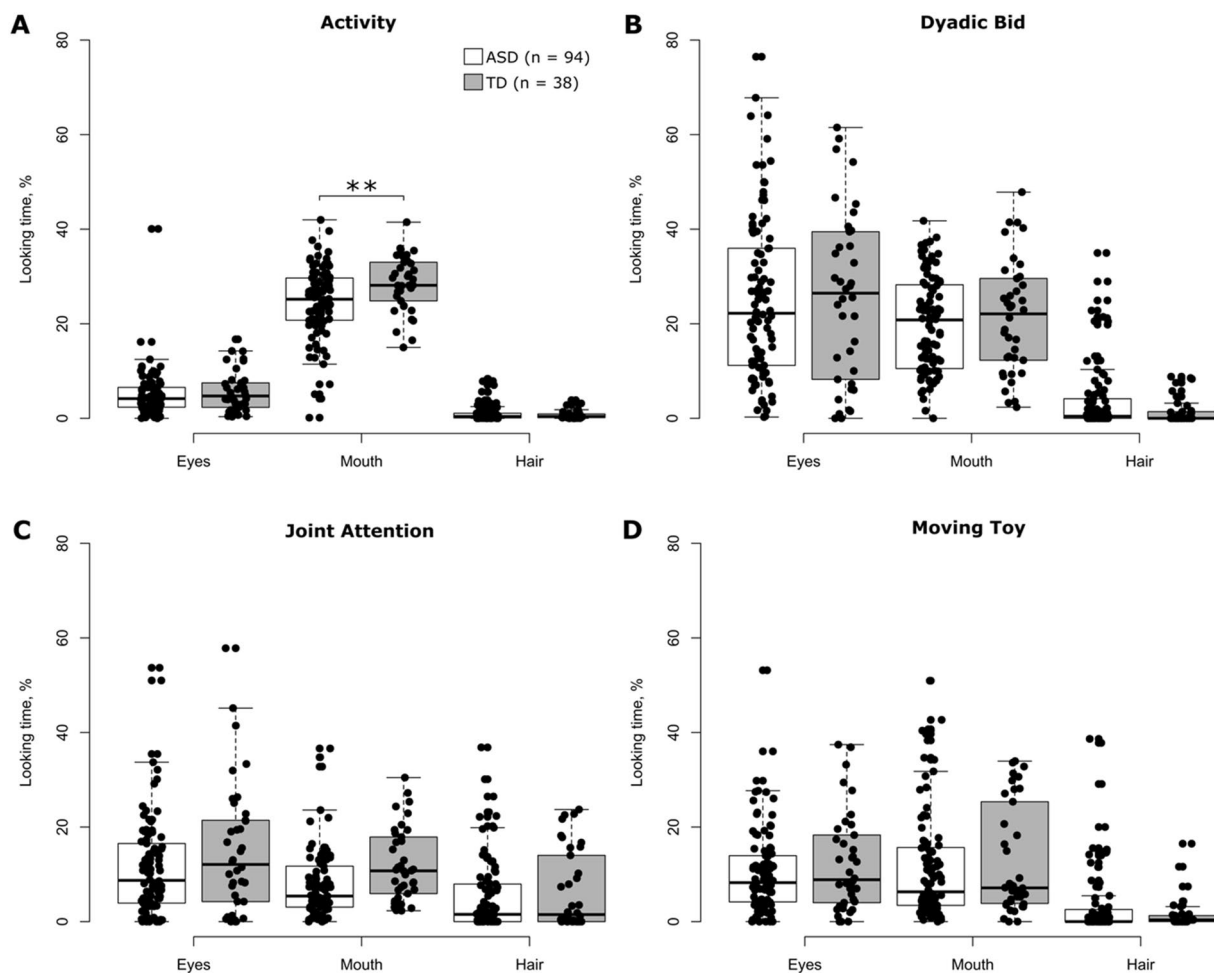 A
Activity
80
60
40
20
0
Looking time, %
ASD (n = 94)
TD (n = 38)
**
Eyes
Mouth
Hair
B
Dyadic Bid
80
60
40
20
0
Looking time, %
Eyes
Mouth
Hair
C
Joint Attention
80
60
40
20
0
Looking time, %
Eyes
Mouth
Hair
D
Moving Toy
80
60
40
20
0
Looking time, %
Eyes
Mouth
Hair